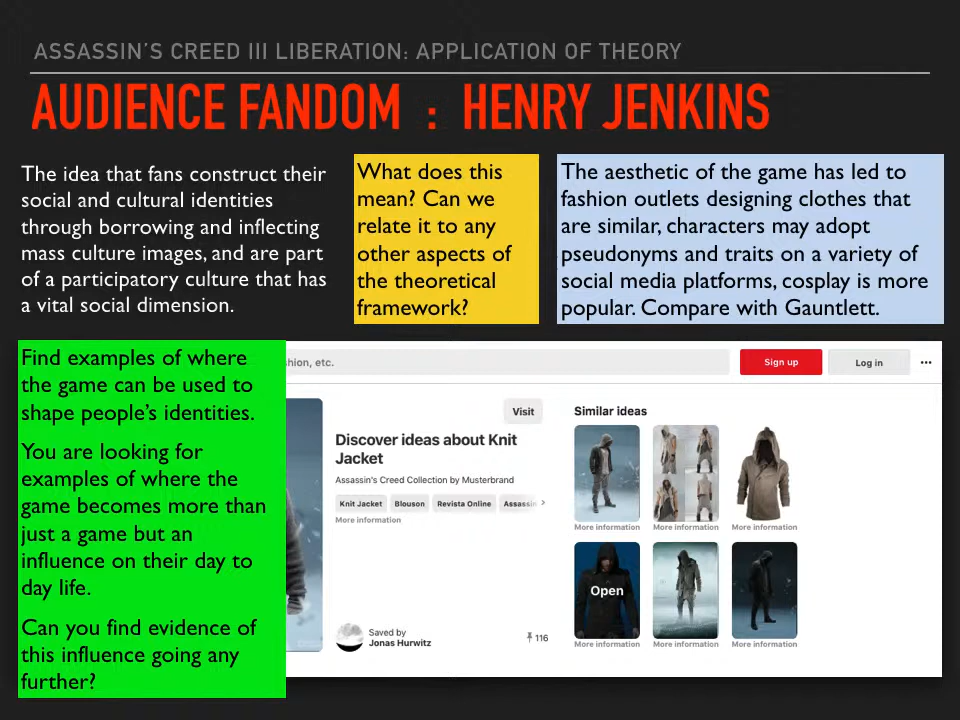 ASSASSIN'S CREED III LIBERATION: APPLICATION OF THEORY
AUDIENCE FANDOM : HENRY JENKINS
The idea that fans construct their
social and cultural identities
through borrowing and inflecting
mass culture images, and are part
of a participatory culture that has
a vital social dimension.
What does this
mean? Can we
relate it to any
other aspects of
the theoretical
framework?
The aesthetic of the game has led to
fashion outlets designing clothes that
are similar, characters may adopt
pseudonyms and traits on a variety of
social media platforms, cosplay is more
popular. Compare with Gauntlett.
Find examples of where
the game can be used to
shape people's identities.
You are looking for
examples of where the
game becomes more than
just a game but an
influence on their day to
day life.
Can you find evidence of
this influence going any
further?
etc.
Sign up
Log in
Visit
Discover ideas about Knit
Jacket
Assassin's Creed Collection by Musterbrand
Knit Jacket Blouson Revista Online Assassin
More information
Saved by
Jonas Hurwitz
116
Similar ideas
More information More information More information
Open
More information More information More information